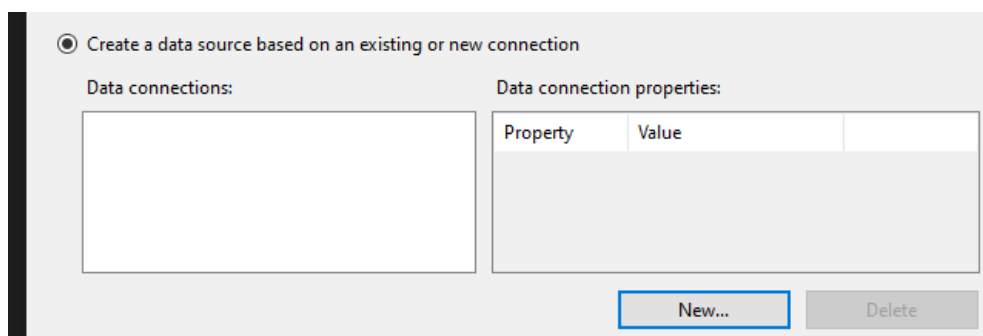 Create a data source based on an existing or new connection
Data connections:
Data connection properties:
Property Value
New... Delete